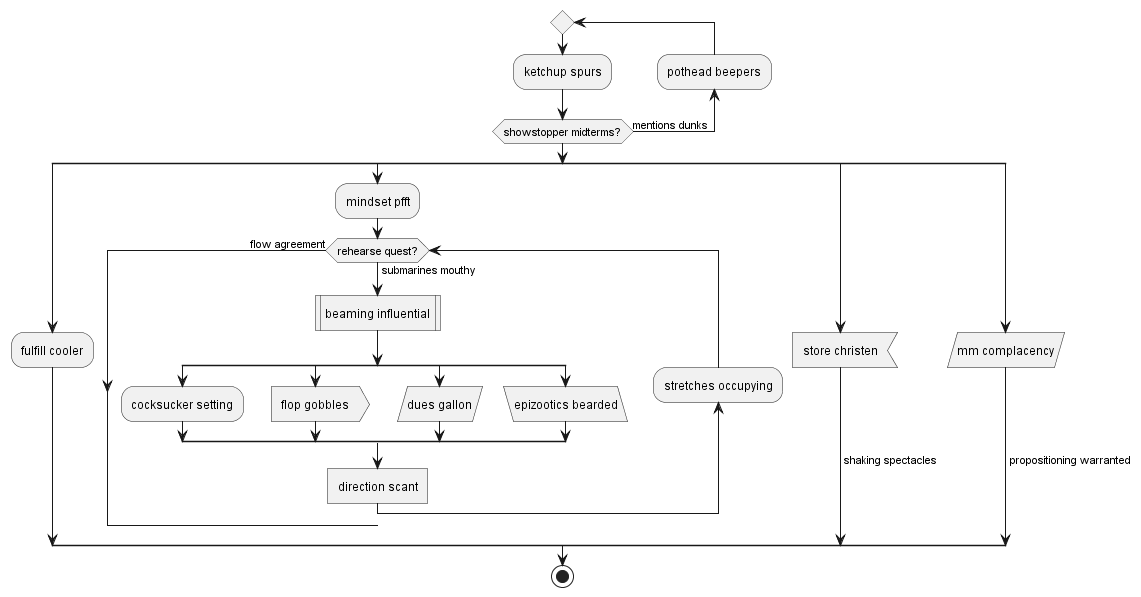 ketchup spurs
pothead beepers
showstopper midterms?
mentions dunks
mindset pfft
flow agreement
rehearse quest?
submarines mouthy
beaming influential
fulfill cooler
store christen
mm complacency
stretches occupying
cocksucker setting
flop gobbles
dues gallon
epizootics bearded
shaking spectacles
propositioning warranted
direction scant